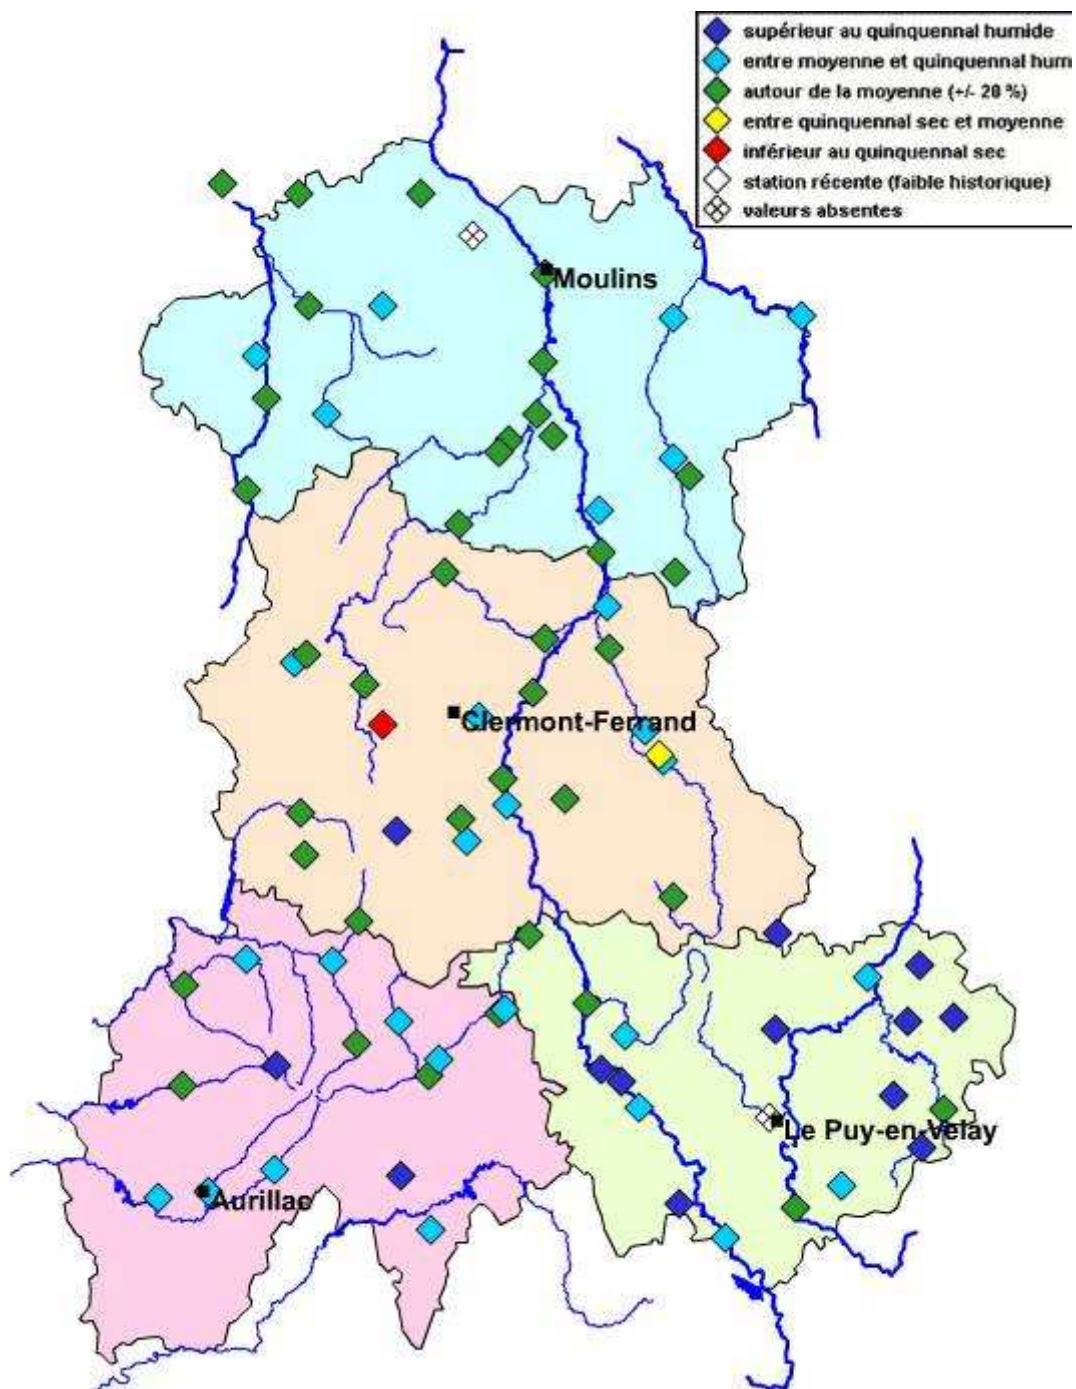 supérieur au quinquennal humide
entre moyenne et quinquennal hum
autour de la moyenne (+/- 20 %)
entre quinquennal sec et moyenne
inférieur au quinquennal sec
station récente (faible historique)
valeurs absentes
Moulins
Clermont-Ferrand
Le Puy-en-Velay
Aurillac